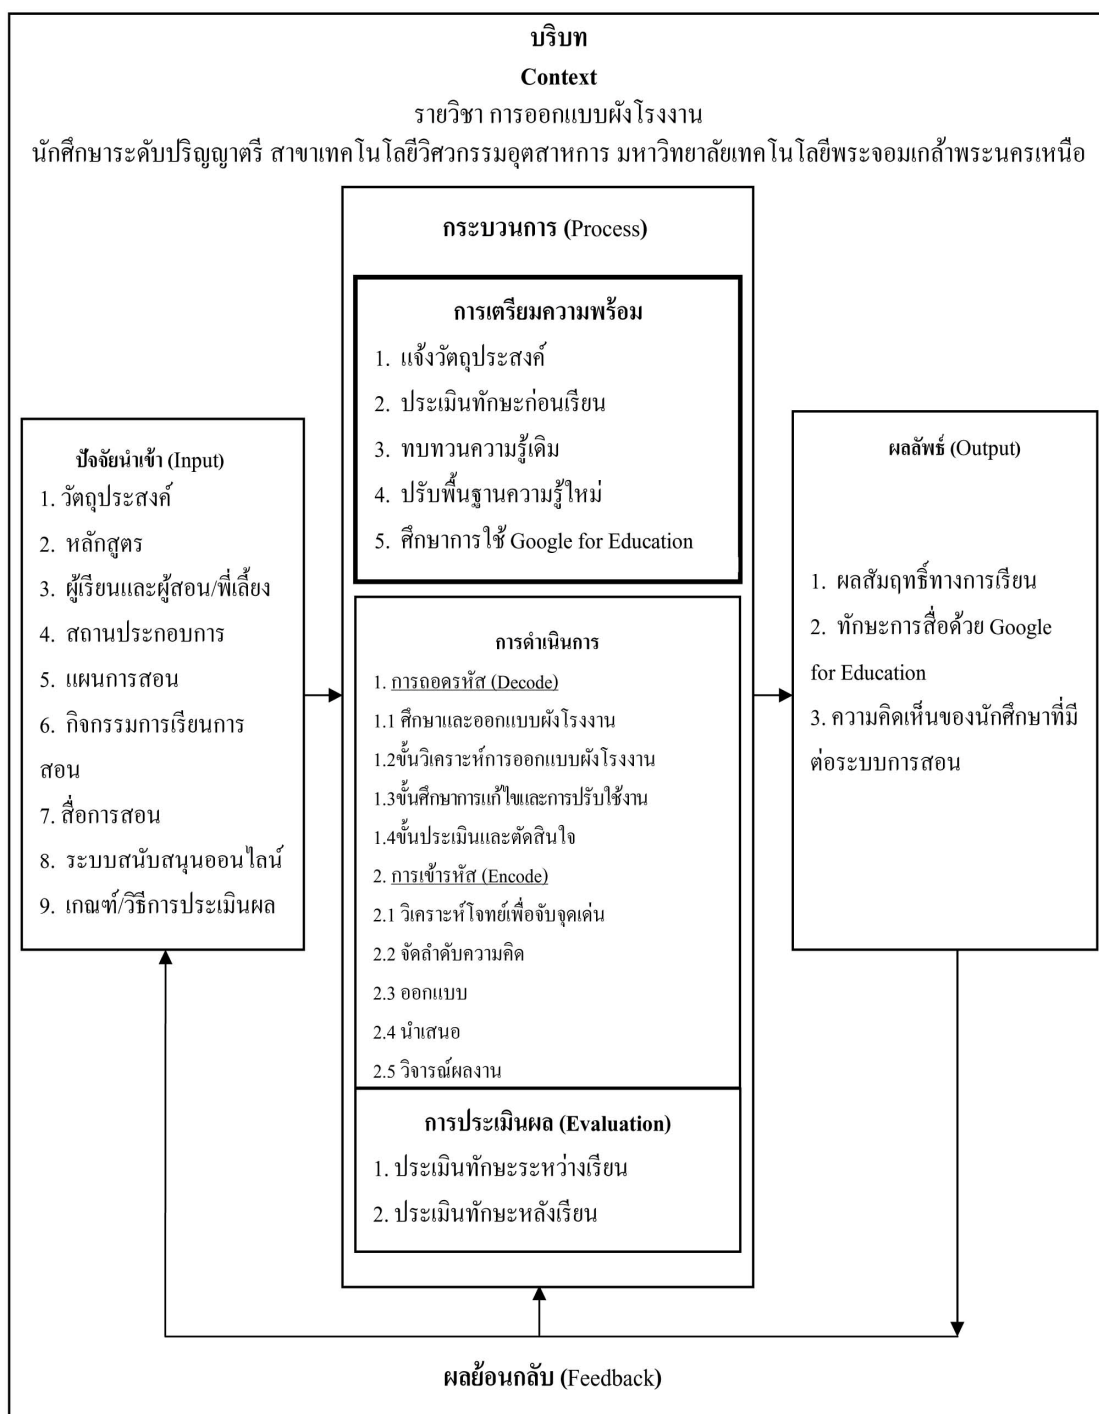 บริบท
Context
รายวิชา การออกแบบผังโรงงาน
นักศึกษาระดับปริญญาตรี สาขาเทคโนโลยีวิศวกรรมอุตสาหการ มหาวิทยาลัยเทคโนโลยีพระจอมเกล้าพระนครเหนือ
ปัจจัยนำเข้า (Input)
1. วัตถุประสงค์
2. หลักสูตร
3. ผู้เรียนและผู้สอน/พี่เลี้ยง
4. สถานประกอบการ
5. แผนการสอน
6. กิจกรรมการเรียนการ
สอน
7. สื่อการสอน
8. ระบบสนับสนุนออนไลน์
9. เกณฑ์/วิธีการประเมินผล
กระบวนการ (Process)
การเตรียมความพร้อม
1. แจ้งวัตถุประสงค์
2. ประเมินทักษะก่อนเรียน
3. ทบทวนความรู้เดิม
4. ปรับพื้นฐานความรู้ใหม่
5. ศึกษาการใช้ Google for Education
การดำเนินการ
1. การถอดรหัส (Decode)
1.1 ศึกษาและออกแบบผังโรงงาน
1.2ขั้นวิเคราะห์การออกแบบผังโรงงาน
1.3ขั้นศึกษาการแก้ไขและการปรับใช้งาน
1.4ขั้นประเมินและตัดสินใจ
2. การเข้ารหัส (Encode)
2.1 วิเคราะห์โจทย์เพื่อจับจุดเด่น
2.2 จัดลำดับความคิด
2.3 ออกแบบ
2.4 นำเสนอ
2.5 วิจารณ์ผลงาน
การประเมินผล (Evaluation)
1. ประเมินทักษะระหว่างเรียน
2. ประเมินทักษะหลังเรียน
ผลลัพธ์ (Output)
1. ผลสัมฤทธิ์ทางการเรียน
2. ทักษะการสื่อด้วย Google
for Education
3. ความคิดเห็นของนักศึกษาที่มี
ต่อระบบการสอน
ผลย้อนกลับ (Feedback)